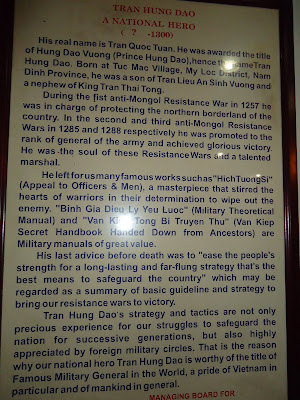 TRAN HUNG DAO
A NATIONAL HERO
( ? -1300)
His real name is Tran Quoc Tuan. He was awarded the title
of Hung Dao Vuong (Prince Hung Dao),hence the name Tran
Hung Dao. Born at Tuc Mac Village, My Loc District, Nam
Dinh Province, he was a son of Tran Lieu An Sinh Vuong and
a nephew of King Tran Thai Tong.
During the fist anti-Mongol Resistance War in 1257 he
was in charge of protecting the northern borderland of the
country. In the second and third anti-Mongol Resistance
Wars in 1285 and 1288 respectively he was promoted to the
rank of general of the army and achieved glorious victory.
He was the soul of these Resistance Wars and a talented
marshal.
He left for us many famous works such as "Hich Tuong Si"
(Appeal to Officers & Men), a masterpiece that stirred the
hearts of warriors in their determination to wipe out the
enemy. "Binh Gia Dieu Ly Yeu Luoc" (Military Theoretical
Manual) and "Van Kiep Tong Bi Truyen Thu" (Van Kiep
Secret Handbook Handed Down from Ancestors) are
Military manuals of great value.
His last advice before death was to "ease the people's
strength for a long-lasting and far-flung strategy that's the
best means to safeguard the country" which may be
regarded as a summary of basic guideline and strategy to
bring our resistance wars to victory.
Tran Hung Dao's strategy and tactics are not only
precious experience for our struggles to safeguard the
nation for successive generations, but also highly
appreciated by foreign military circles. That is the reason
why our national hero Tran Hung Dao is worthy of the title of
Famous Military General in the World, a pride of Vietnam in
particular and of mankind in general.
MANAGING BOARD FOR